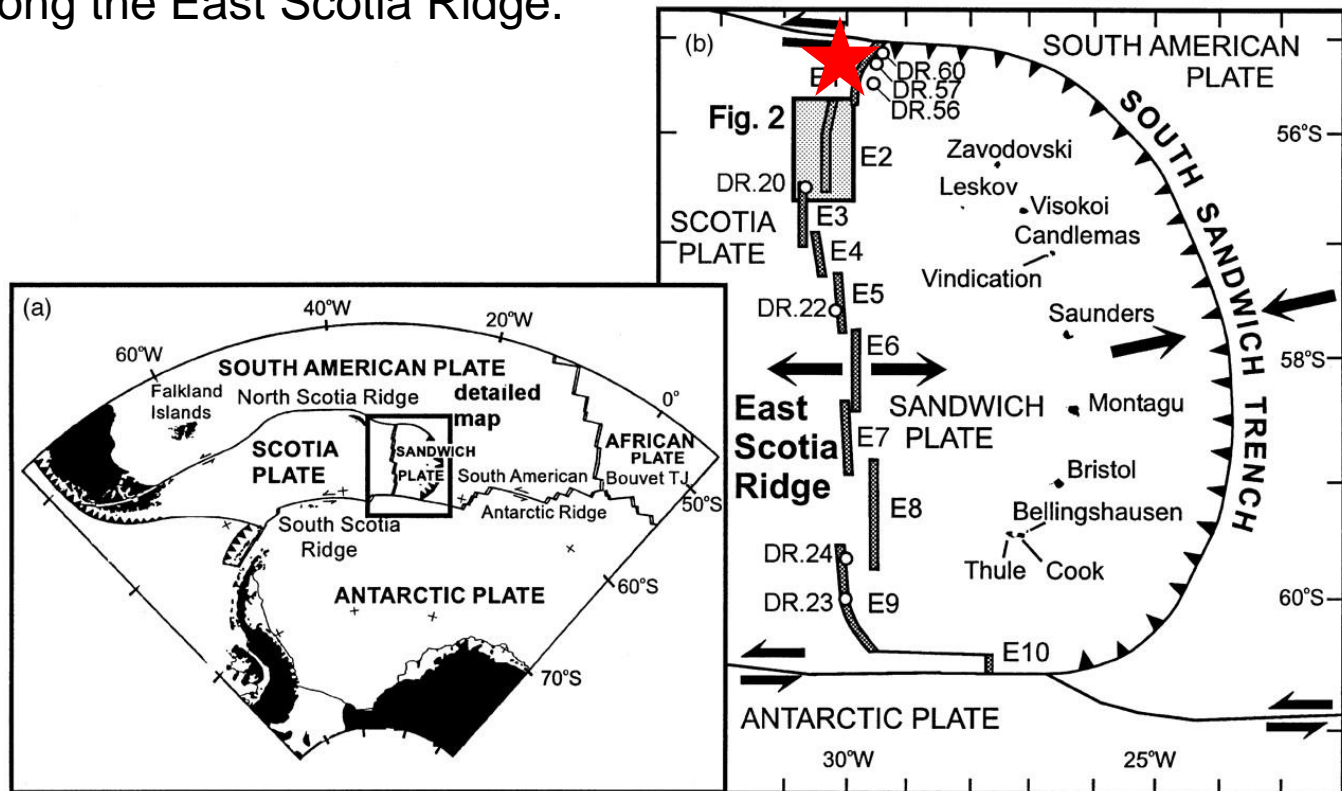 ong the East Scotia Ridge.
(b)
SOUTH AMERICAN
PLATE
E1
DR.60
DR.57
DR.56
Fig. 2
E2
56°S
Zavodovski
DR.20
Leskov
Visokoi
E3
SCOTIA
PLATE
Candlemas
E4
Vindication
SOUTH SANDWICH TRENCH
E5
DR.22
Saunders
E6
58°S
East
Scotia
Ridge
SANDWICH
PLATE
Montagu
E7
Bristol
E8
Bellingshausen
DR.24
Thule
Cook
DR.23
E9
60°S
E10
ANTARCTIC PLATE
30°W
25°W
(a)
40°W
20°W
60°W
SOUTH AMERICAN PLATE
Falkland
Islands
North Scotia Ridge
detailed
map
0°
SCOTIA
PLATE
SANDWICH
PLATE
AFRICAN
PLATE
South American
Antarctic Ridge
Bouvet TJ
50°S
South Scotia
Ridge
60°S
ANTARCTIC PLATE
70°S